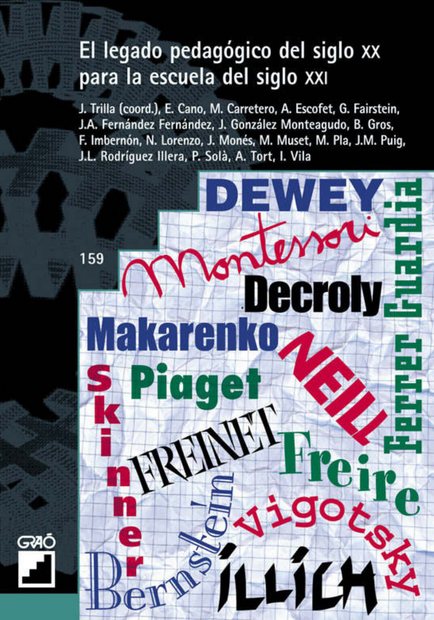 El legado pedagógico del siglo XX
para la escuela del siglo XXI
J. Trilla (coord.), E. Cano, M. Carretero, A. Escofet, G. Fairstein,
J.A. Fernández Fernández, J. González Monteagudo, B. Gros,
F. Imbernón, N. Lorenzo, J. Monés, M. Muset, M. Pla, J.M. Puig,
J.L. Rodríguez Illera, P. Solà, A. Tort, I. Vila
159
DEWEY
Montessori
Ferrer Guardia
Decroly
Makarenko
NEILL
Piaget
Skinner
FREINET
Freire
Vigotsky
Bernstein
ÍLLICH
GRAÓ